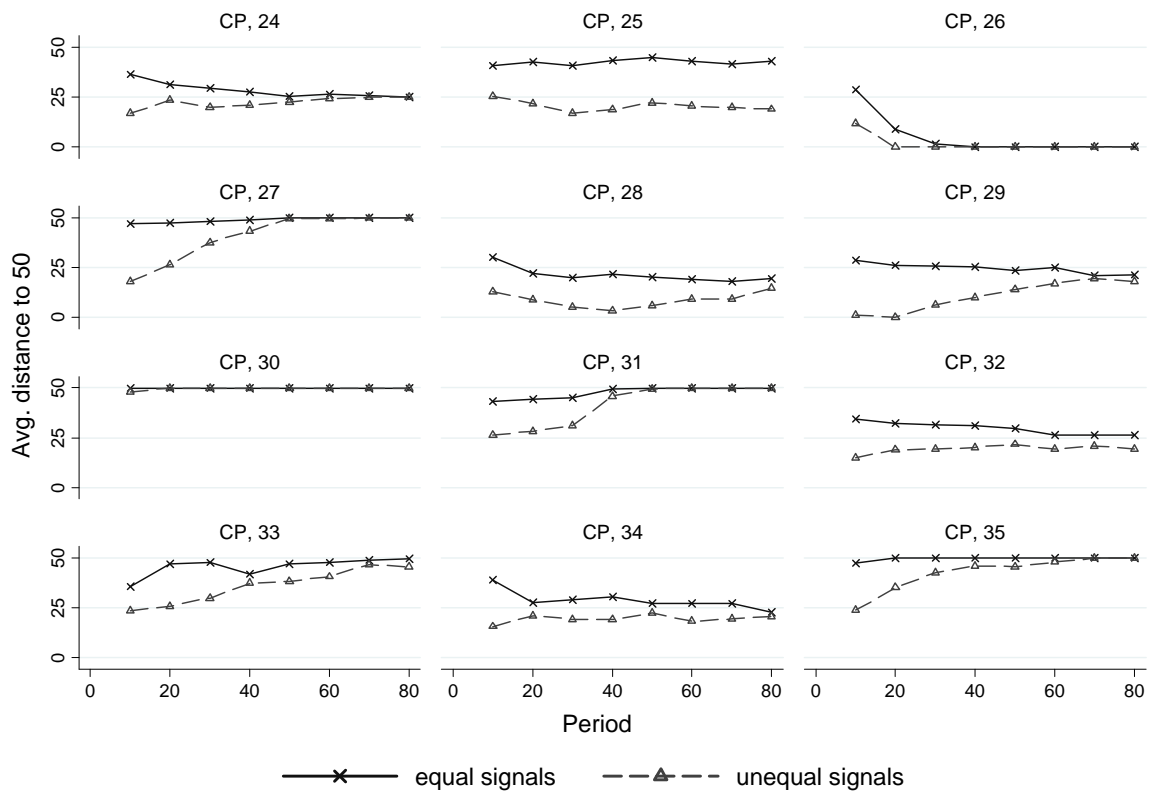 CP, 24 CP, 25 CP, 26
50
25
0
CP, 27 CP, 28 CP, 29
50
25
0
CP, 30 CP, 31 CP, 32
50
25
0
CP, 33 CP, 34 CP, 35
50
25
0
Avg. distance to 50
0 20 40 60 80 0 20 40 60 80 0 20 40 60 80
Period
equal signals unequal signals